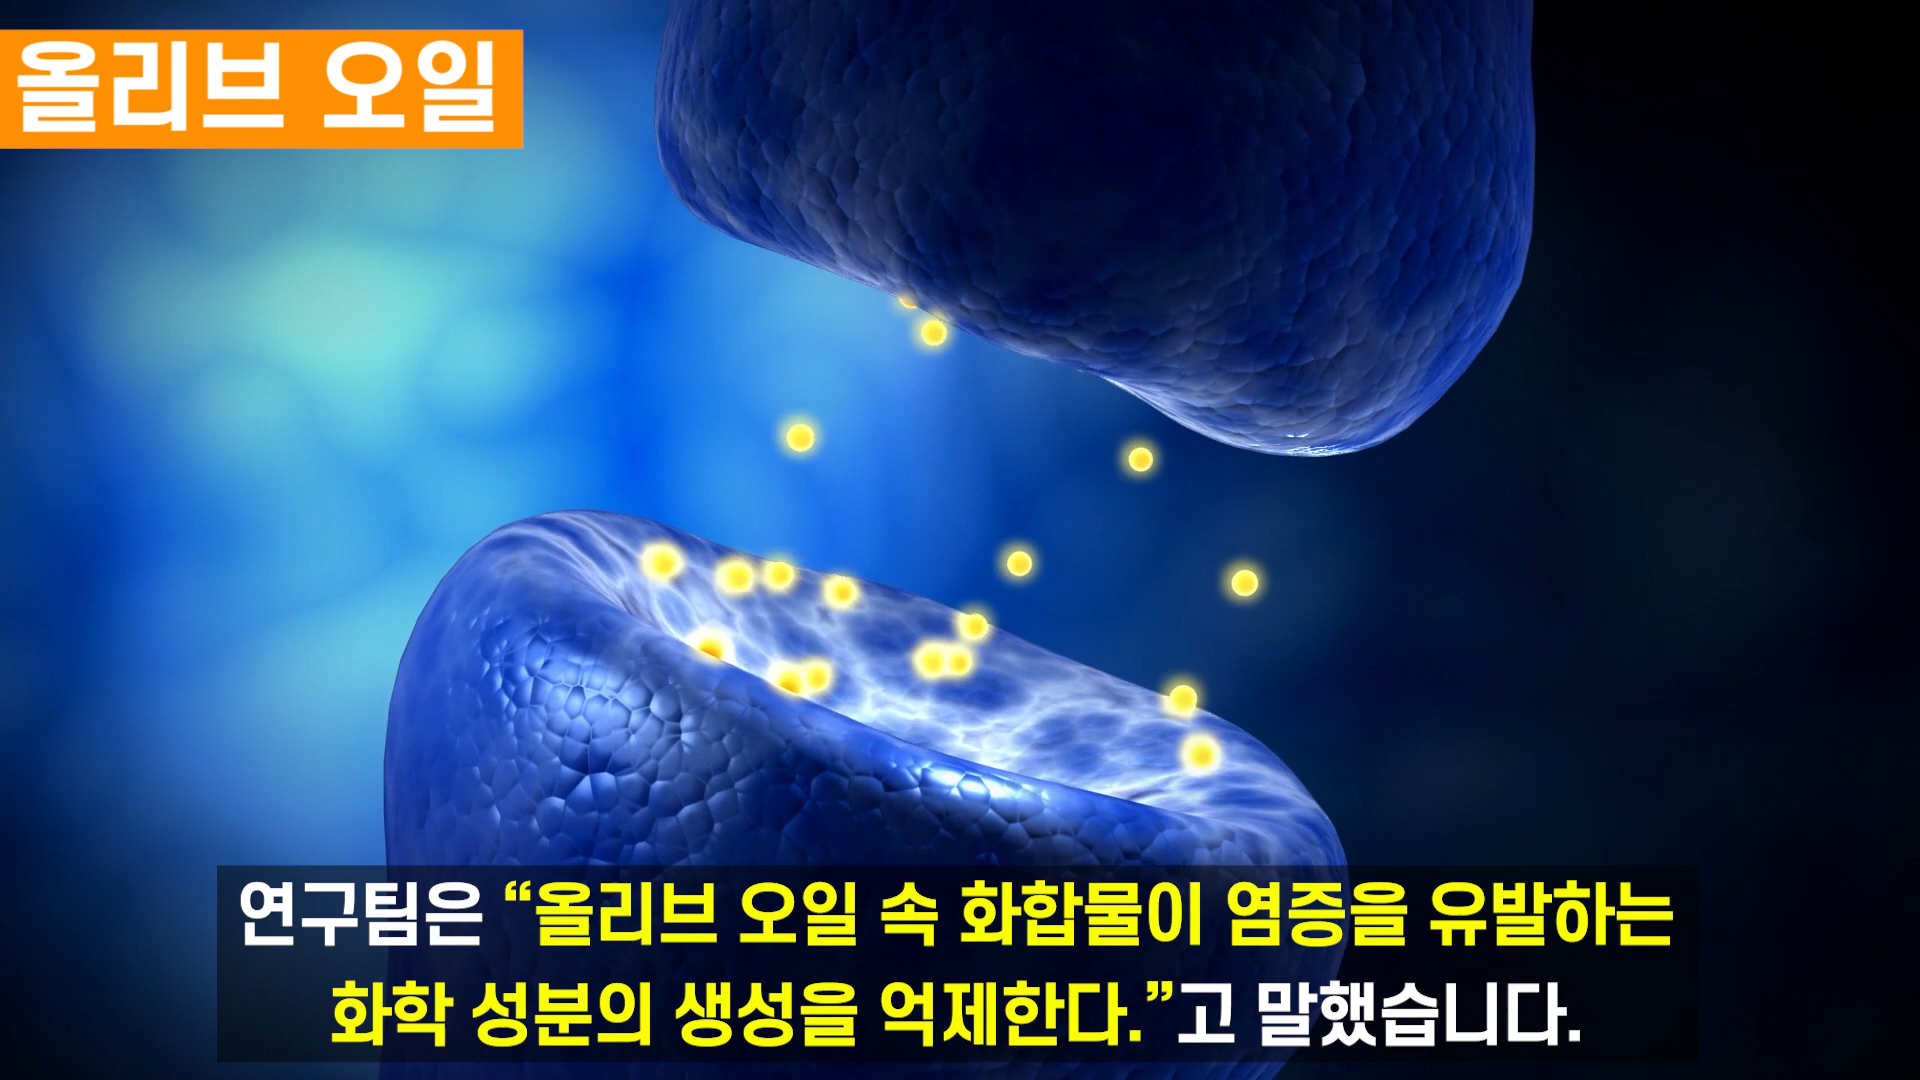 올리브 오일
연구팀은 “올리브 오일 속 화합물이 염증을 유발하는
화학 성분의 생성을 억제한다.”고 말했습니다.